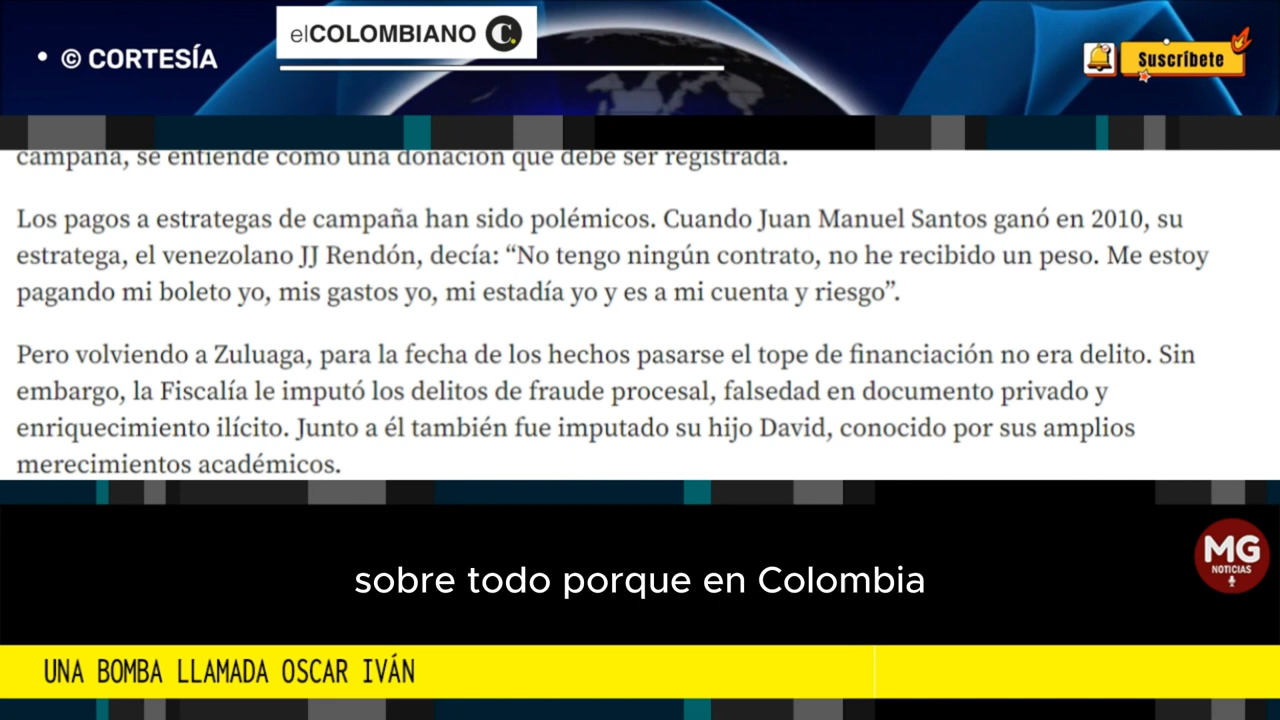 • © CORTESÍA
elCOLOMBIANO C.
Suscríbete
campaña, se entiende como una donación que debe ser registrada.
Los pagos a estrategas de campaña han sido polémicos. Cuando Juan Manuel Santos ganó en 2010, su
estratega, el venezolano JJ Rendón, decía: “No tengo ningún contrato, no he recibido un peso. Me estoy
pagando mi boleto yo, mis gastos yo, mi estadía yo y es a mi cuenta y riesgo”.
Pero volviendo a Zuluaga, para la fecha de los hechos pasarse el tope de financiación no era delito. Sin
embargo, la Fiscalía le imputó los delitos de fraude procesal, falsedad en documento privado y
enriquecimiento ilícito. Junto a él también fue imputado su hijo David, conocido por sus amplios
merecimientos académicos.
MG
NOTICIAS
sobre todo porque en Colombia
UNA BOMBA LLAMADA OSCAR IVÁN